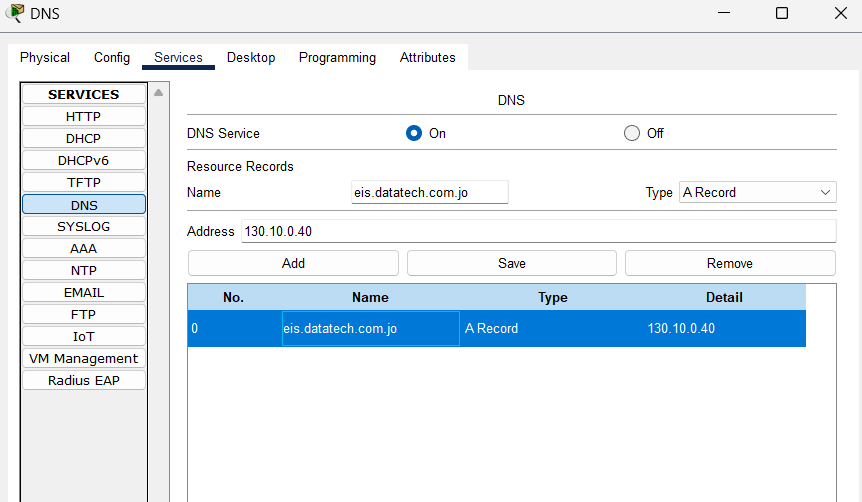 DNS
Physical Config Services Desktop Programming Attributes
SERVICES
HTTP
DHCP
DHCPv6
TFTP
DNS
SYSLOG
AAA
NTP
EMAIL
FTP
IoT
VM Management
Radius EAP
DNS
DNS Service On Off
Resource Records
Name eis.datatech.com.jo Type A Record
Address 130.10.0.40
Add Save Remove
No. Name Type Detail
0 eis.datatech.com.jo A Record 130.10.0.40